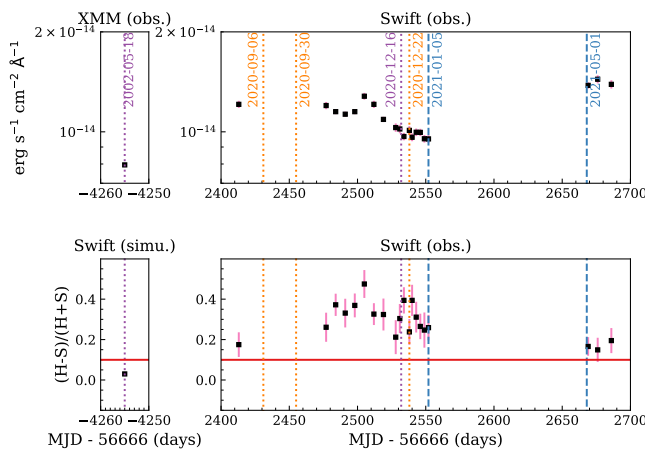 XMM (obs.)
Swift (obs.)
2×10⁻¹⁴
2×10⁻¹⁴
erg s⁻¹ cm⁻² Å⁻¹
10⁻¹⁴
10⁻¹⁴
2002-05-18
2020-09-06
2020-09-30
2020-12-16
2020-12-22
2021-01-05
2021-05-01
−4260 −4250
2400 2450 2500 2550 2600 2650 2700
Swift (simu.)
Swift (obs.)
(H-S)/(H+S)
0.4
0.2
0.0
0.4
0.2
0.0
−4260 −4250
2400 2450 2500 2550 2600 2650 2700
MJD - 56666 (days)
MJD - 56666 (days)